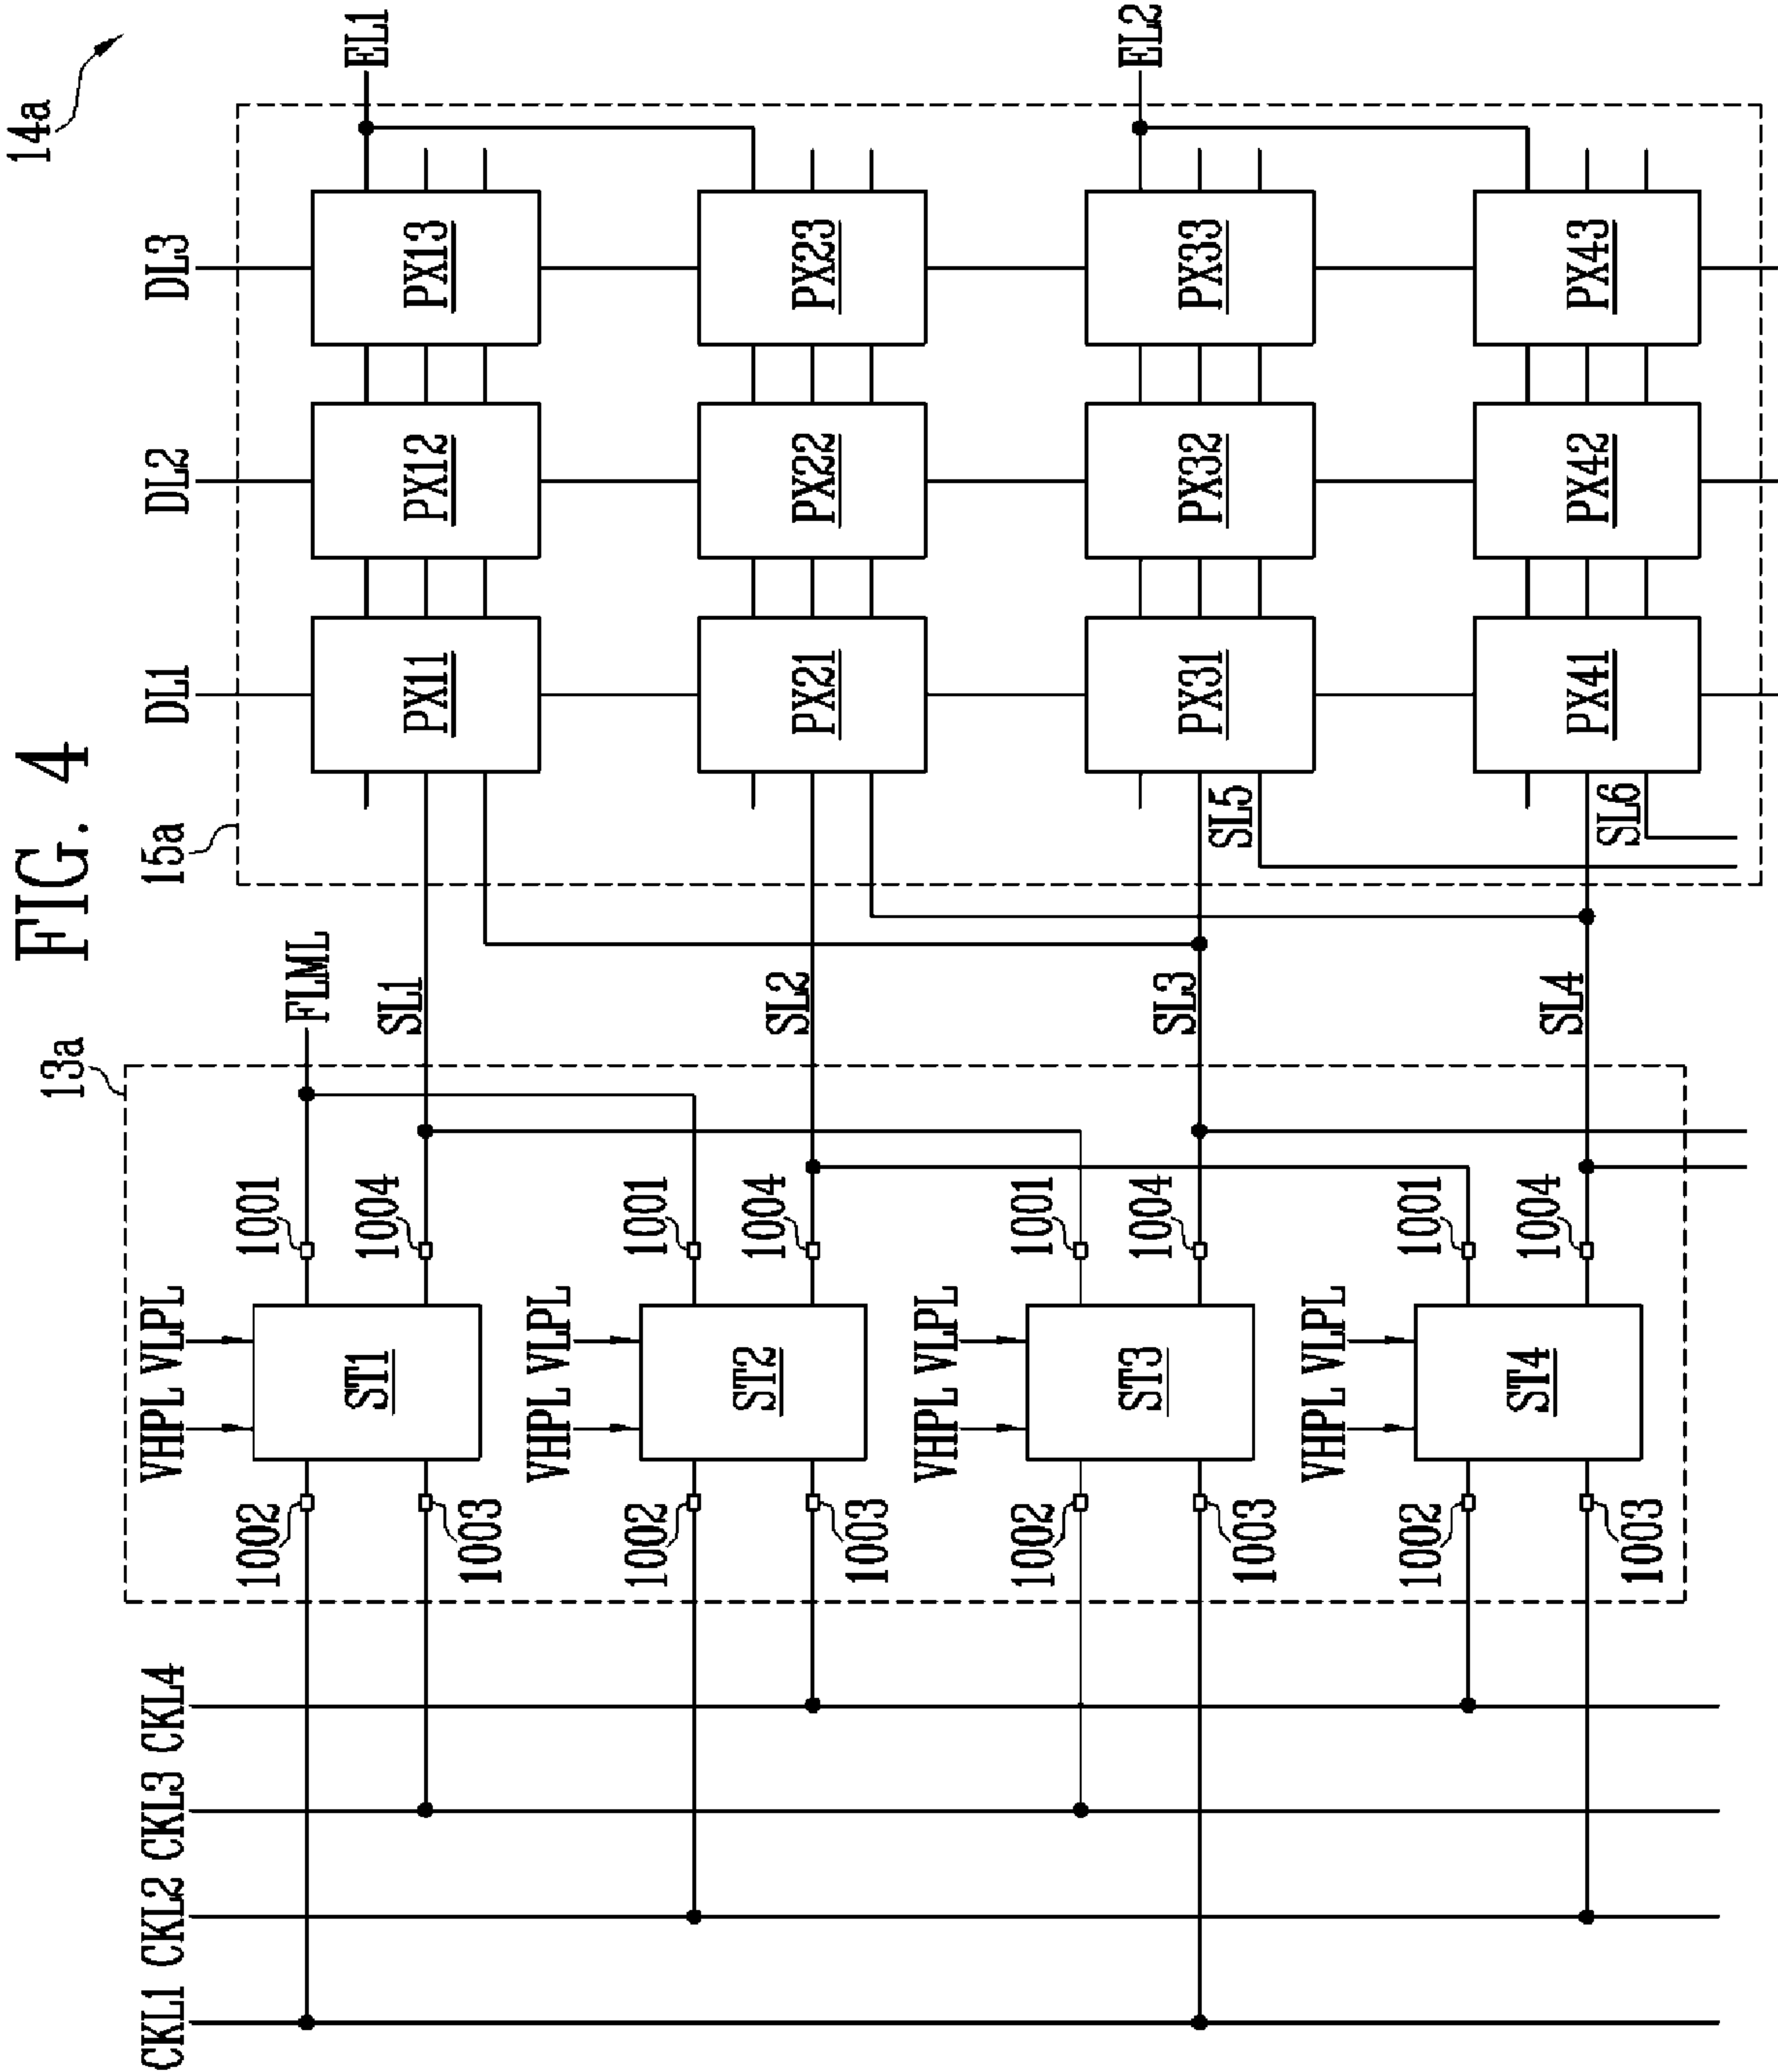 FIG. 4
14a
13a
15a
FLML
DL1 DL2 DL3
CKL1 CKL2 CKL3 CKL4
VHPL VLPL
1002 1001
ST1
1003 1004
SL1
PX11 PX12 PX13
EL1
VHPL VLPL
1002 1001
ST2
1003 1004
SL2
PX21 PX22 PX23
VHPL VLPL
1002 1001
ST3
1003 1004
SL3
PX31 PX32 PX33
EL2
SL5
VHPL VLPL
1002 1001
ST4
1003 1004
SL4
PX41 PX42 PX43
SL6